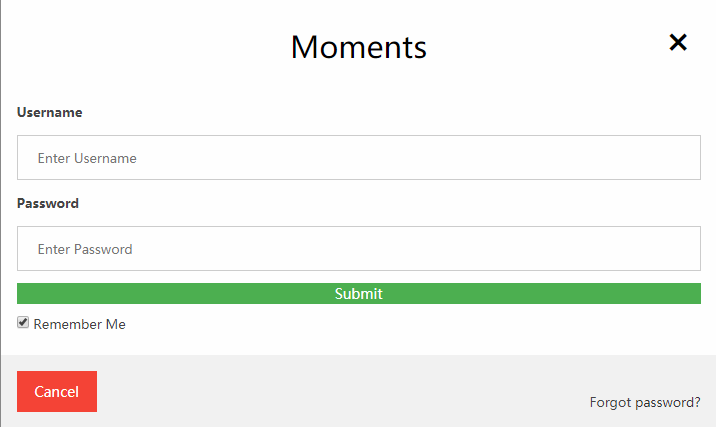 Moments
×
Username
Enter Username
Password
Enter Password
Submit
Remember Me
Cancel
Forgot password?